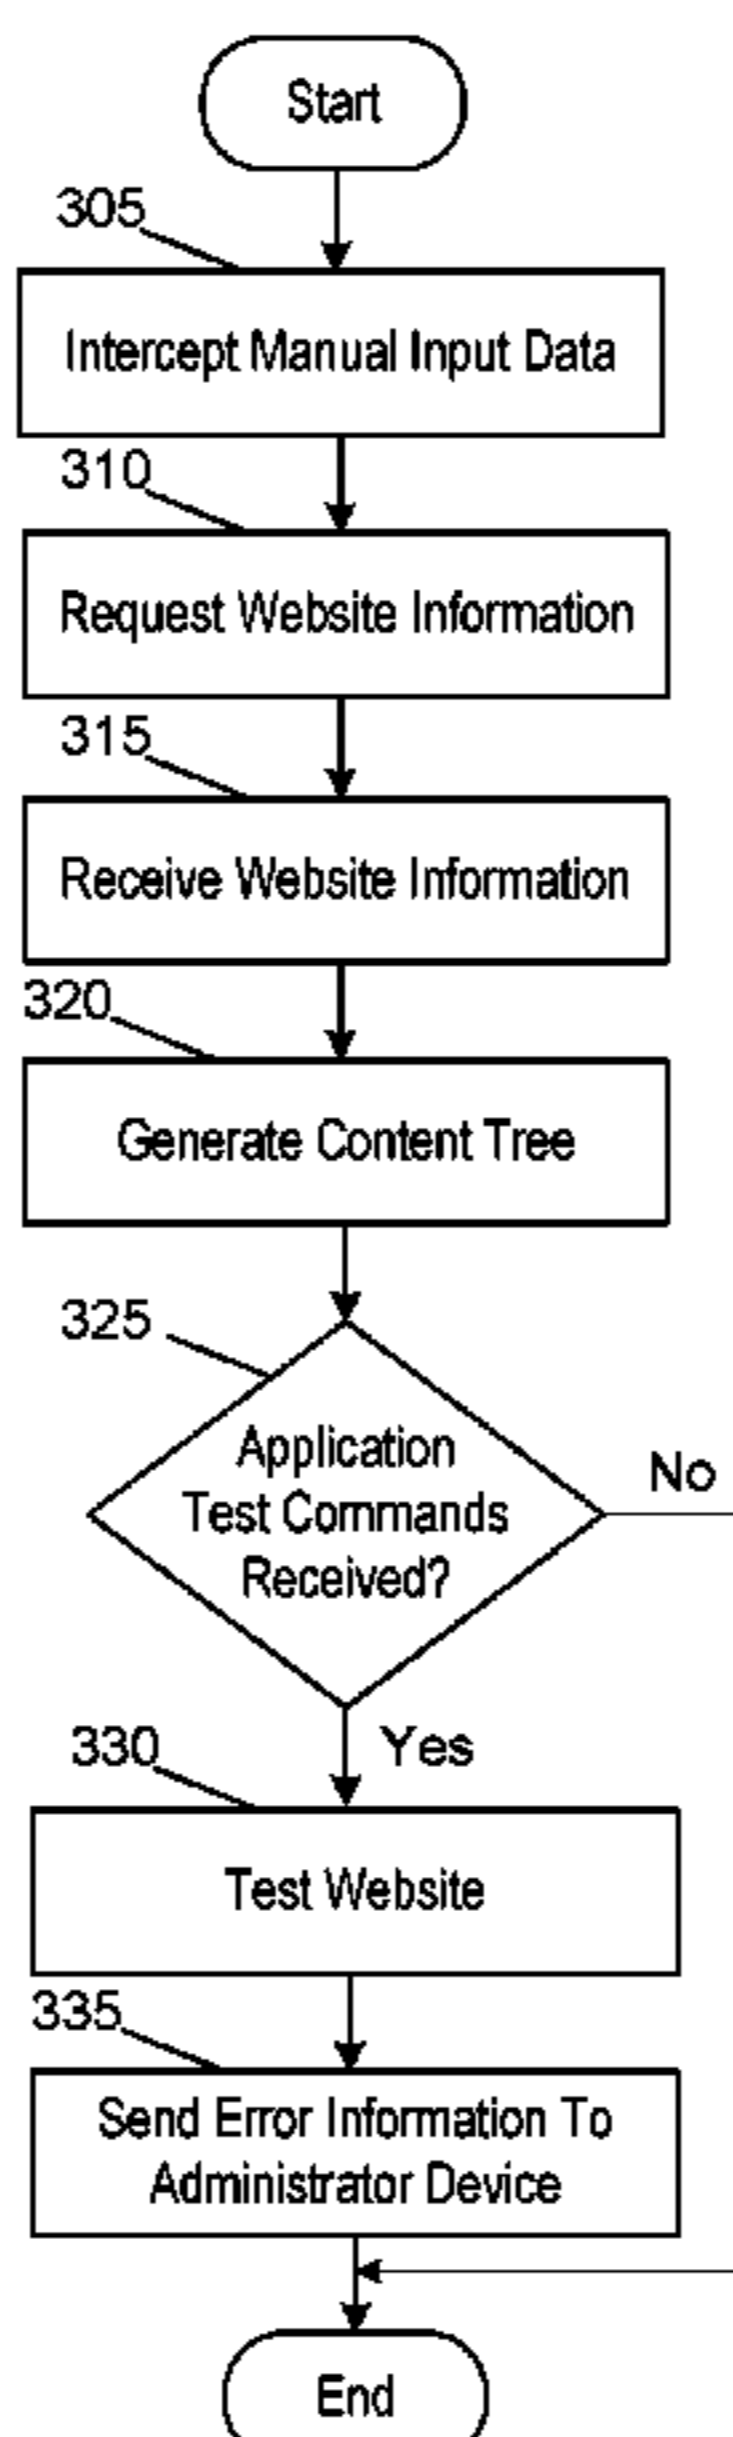 Start
305
Intercept Manual Input Data
310
Request Website Information
315
Receive Website Information
320
Generate Content Tree
325
Application
Test Commands
Received?
No
Yes
330
Test Website
335
Send Error Information To
Administrator Device
End